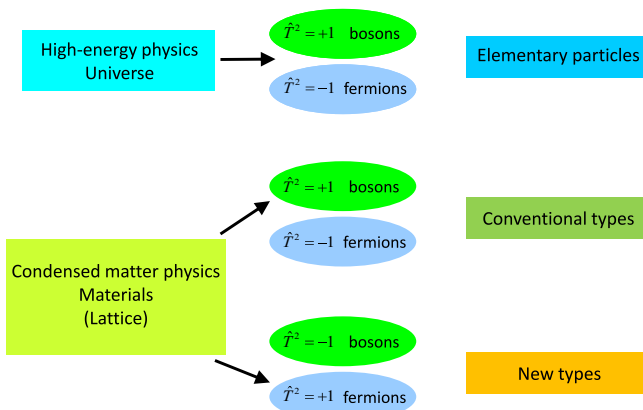 High-energy physics
Universe
T̂² = +1 bosons
T̂² = −1 fermions
Elementary particles
Condensed matter physics
Materials
(Lattice)
T̂² = +1 bosons
T̂² = −1 fermions
Conventional types
T̂² = −1 bosons
T̂² = +1 fermions
New types